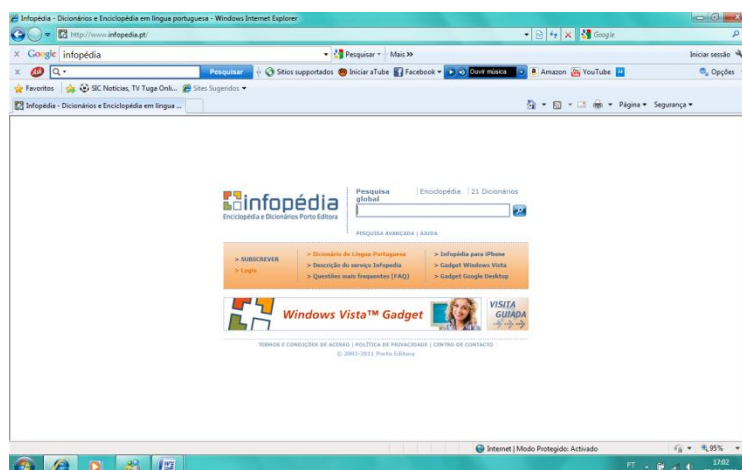 Infopédia - Dicionários e Enciclopédia em língua portuguesa - Windows Internet Explorer
http://www.infopedia.pt/
Google
Google infopédia Pesquisar Mais >> Iniciar sessão
Pesquisar Sítios suportados Iniciar aTube Facebook Ouvir música Amazon YouTube Opções
Favoritos SIC Notícias, TV Tuga Onli... Sites Sugeridos
Infopédia - Dicionários e Enciclopédia em língua ... Página Segurança
infopédia
Enciclopédia e Dicionários Porto Editora
Pesquisa global | Enciclopédia | 21 Dicionários
PESQUISA AVANÇADA | AJUDA
> SUBSCREVER
> Login
> Dicionário da Língua Portuguesa
> Descrição do serviço Infopedia
> Questões mais frequentes (FAQ)
> Infopédia para iPhone
> Gadget Windows Vista
> Gadget Google Desktop
Windows Vista™ Gadget
VISITA
GUIADA
TERMOS E CONDIÇÕES DE ACESSO | POLÍTICA DE PRIVACIDADE | CENTRO DE CONTACTO
© 2003-2011 Porto Editora
Internet | Modo Protegido: Activado 95%
PT 17:02